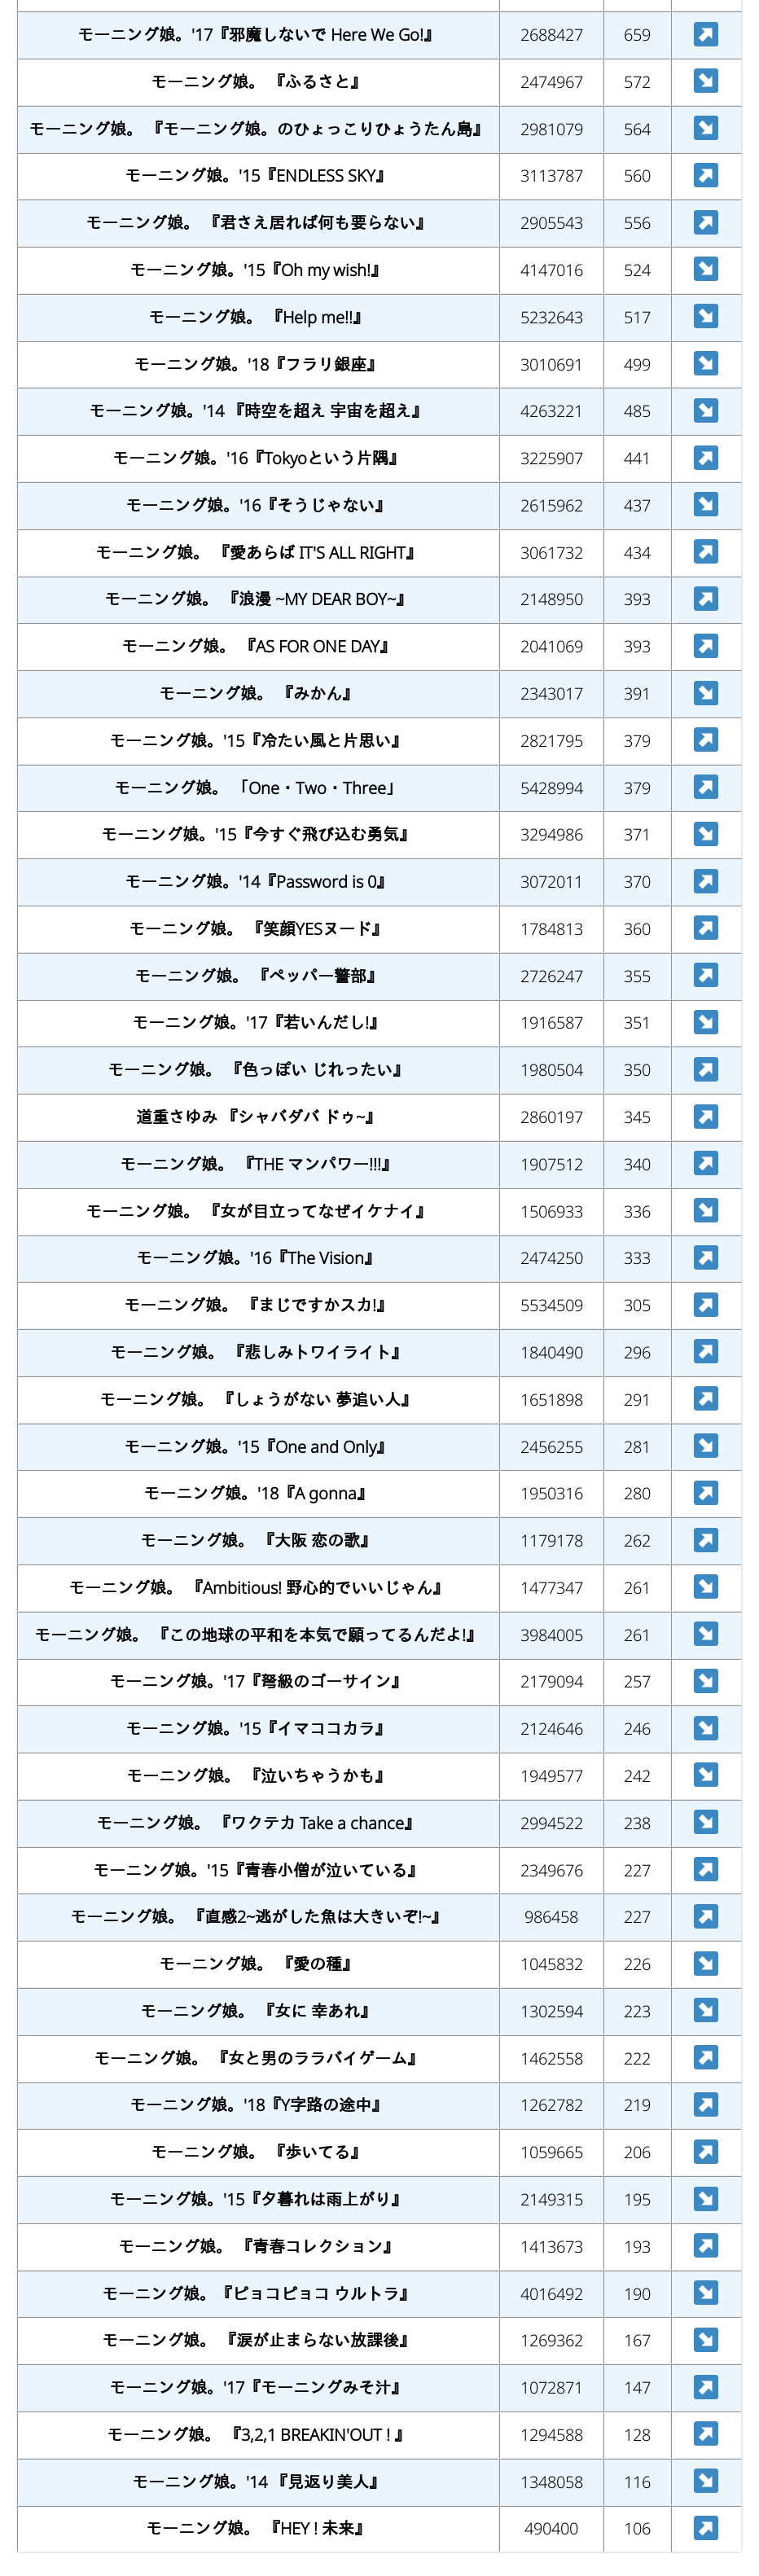 モーニング娘。'17『邪魔しないで Here We Go!』 2688427 659 ↗
モーニング娘。 『ふるさと』 2474967 572 ↘
モーニング娘。 『モーニング娘。のひょっこりひょうたん島』 2981079 564 ↘
モーニング娘。'15『ENDLESS SKY』 3113787 560 ↗
モーニング娘。 『君さえ居れば何も要らない』 2905543 556 ↗
モーニング娘。'15『Oh my wish!』 4147016 524 ↘
モーニング娘。 『Help me!!』 5232643 517 ↘
モーニング娘。'18『フラリ銀座』 3010691 499 ↘
モーニング娘。'14 『時空を超え 宇宙を超え』 4263221 485 ↘
モーニング娘。'16『Tokyoという片隅』 3225907 441 ↗
モーニング娘。'16『そうじゃない』 2615962 437 ↘
モーニング娘。 『愛あらば IT'S ALL RIGHT』 3061732 434 ↗
モーニング娘。 『浪漫 ~MY DEAR BOY~』 2148950 393 ↗
モーニング娘。 『AS FOR ONE DAY』 2041069 393 ↗
モーニング娘。 『みかん』 2343017 391 ↘
モーニング娘。'15『冷たい風と片思い』 2821795 379 ↗
モーニング娘。 「One・Two・Three」 5428994 379 ↗
モーニング娘。'15『今すぐ飛び込む勇気』 3294986 371 ↘
モーニング娘。'14『Password is 0』 3072011 370 ↗
モーニング娘。 『笑顔YESヌード』 1784813 360 ↗
モーニング娘。 『ペッパー警部』 2726247 355 ↗
モーニング娘。'17『若いんだし!』 1916587 351 ↘
モーニング娘。 『色っぽい じれったい』 1980504 350 ↗
道重さゆみ 『シャバダバ ドゥ~』 2860197 345 ↗
モーニング娘。 『THE マンパワー!!!』 1907512 340 ↗
モーニング娘。 『女が目立ってなぜイケナイ』 1506933 336 ↘
モーニング娘。'16『The Vision』 2474250 333 ↗
モーニング娘。 『まじですかスカ!』 5534509 305 ↗
モーニング娘。 『悲しみトワイライト』 1840490 296 ↗
モーニング娘。 『しょうがない 夢追い人』 1651898 291 ↗
モーニング娘。'15『One and Only』 2456255 281 ↘
モーニング娘。'18『A gonna』 1950316 280 ↗
モーニング娘。 『大阪 恋の歌』 1179178 262 ↗
モーニング娘。 『Ambitious! 野心的でいいじゃん』 1477347 261 ↘
モーニング娘。 『この地球の平和を本気で願ってるんだよ!』 3984005 261 ↘
モーニング娘。'17『弩級のゴーサイン』 2179094 257 ↘
モーニング娘。'15『イマココカラ』 2124646 246 ↘
モーニング娘。 『泣いちゃうかも』 1949577 242 ↘
モーニング娘。 『ワクテカ Take a chance』 2994522 238 ↘
モーニング娘。'15『青春小僧が泣いている』 2349676 227 ↗
モーニング娘。 『直感2~逃がした魚は大きいぞ!~』 986458 227 ↗
モーニング娘。 『愛の種』 1045832 226 ↘
モーニング娘。 『女に 幸あれ』 1302594 223 ↘
モーニング娘。 『女と男のララバイゲーム』 1462558 222 ↗
モーニング娘。'18『Y字路の途中』 1262782 219 ↗
モーニング娘。 『歩いてる』 1059665 206 ↗
モーニング娘。'15『夕暮れは雨上がり』 2149315 195 ↘
モーニング娘。 『青春コレクション』 1413673 193 ↗
モーニング娘。『ピョコピョコ ウルトラ』 4016492 190 ↘
モーニング娘。 『涙が止まらない放課後』 1269362 167 ↘
モーニング娘。'17『モーニングみそ汁』 1072871 147 ↗
モーニング娘。 『3,2,1 BREAKIN'OUT ! 』 1294588 128 ↗
モーニング娘。'14 『見返り美人』 1348058 116 ↘
モーニング娘。 『HEY ! 未来』 490400 106 ↗